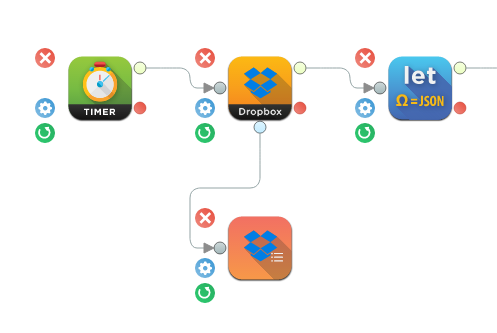 TIMER
Dropbox
let
Ω=JSON